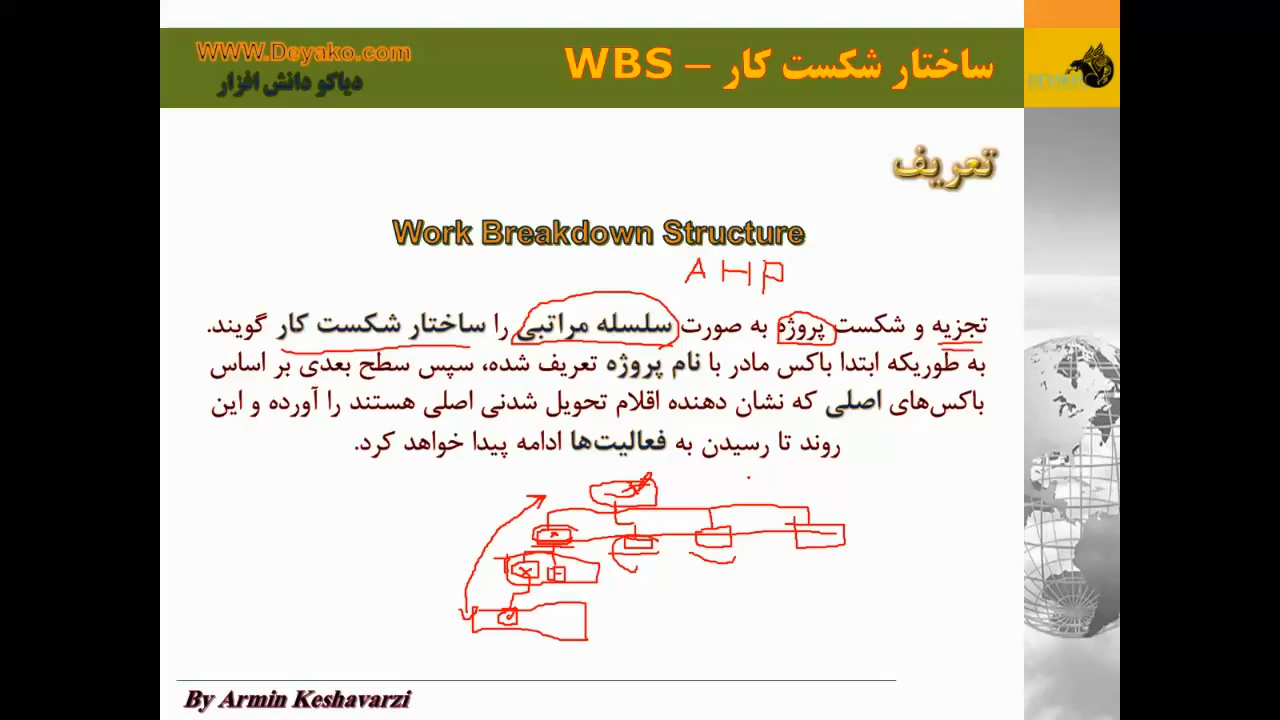 WWW.Deyako.com
دیاکو دانش افزار
ساختار شکست کار – WBS
DEYAKO
تعریف
Work Breakdown Structure
AHP
تجزیه و شکست پروژه به صورت سلسله مراتبی را ساختار شکست کار گویند.
به طوریکه ابتدا باکس مادر با نام پروژه تعریف شده، سپس سطح بعدی بر اساس
باکس‌های اصلی که نشان دهنده اقلام تحویل شدنی اصلی هستند را آورده و این
روند تا رسیدن به فعالیت‌ها ادامه پیدا خواهد کرد.
By Armin Keshavarzi